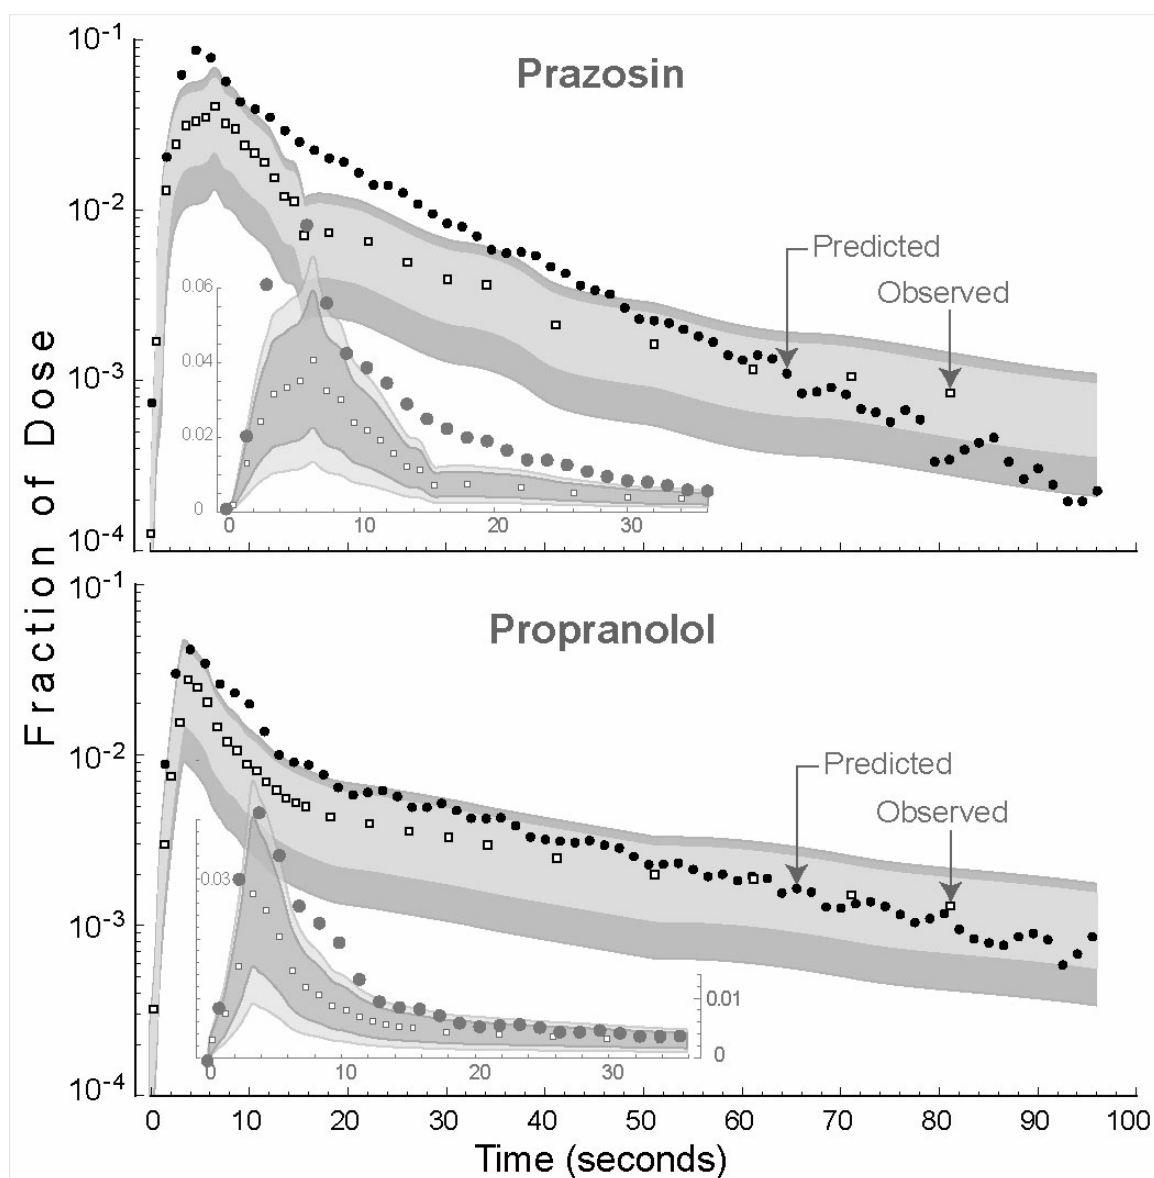 Fraction of Dose
10-1
10-2
10-3
10-4
Prazosin
Predicted
Observed
0.06
0.04
0.02
0
0 10 20 30
10-1
10-2
10-3
10-4
Propranolol
Predicted
Observed
0.03
0.01
0
0 10 20 30
0 10 20 30 40 50 60 70 80 90 100
Time (seconds)